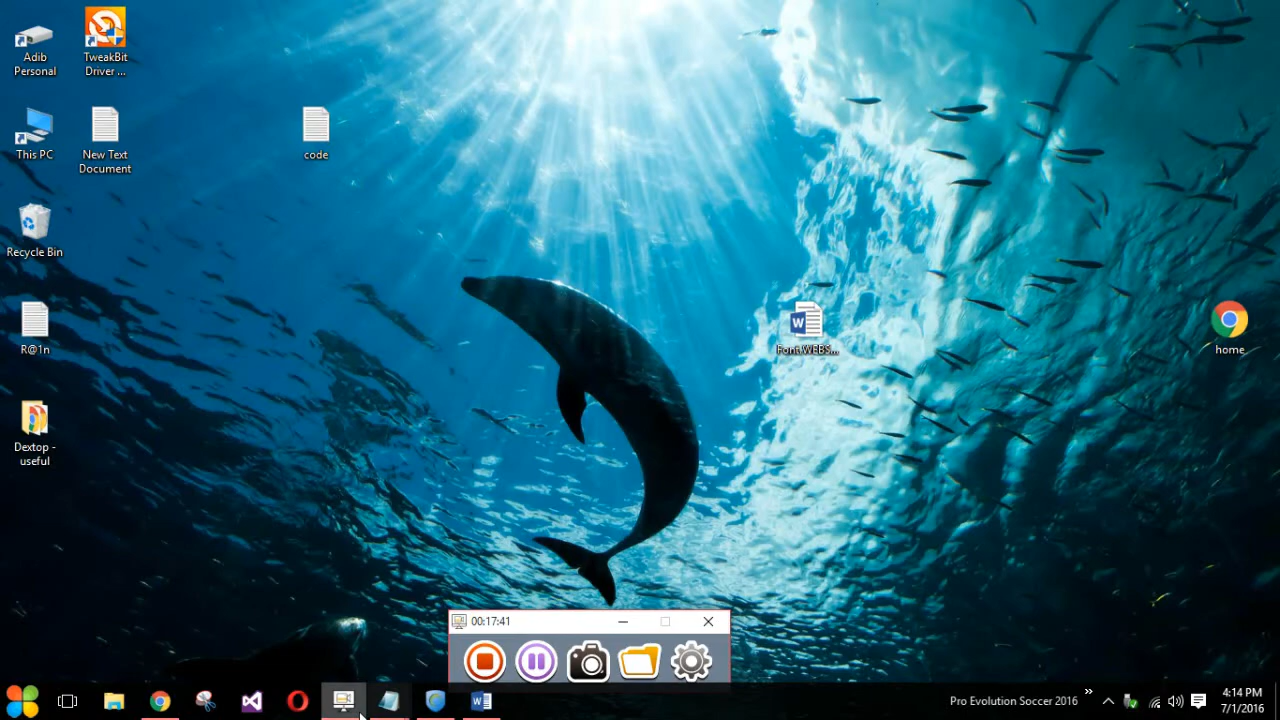 Adib
Personal
TweakBit
Driver ...
This PC
New Text
Document
code
Recycle Bin
R@1n
Font WEBS...
home
Dextop -
useful
00:17:41
Pro Evolution Soccer 2016
4:14 PM
7/1/2016